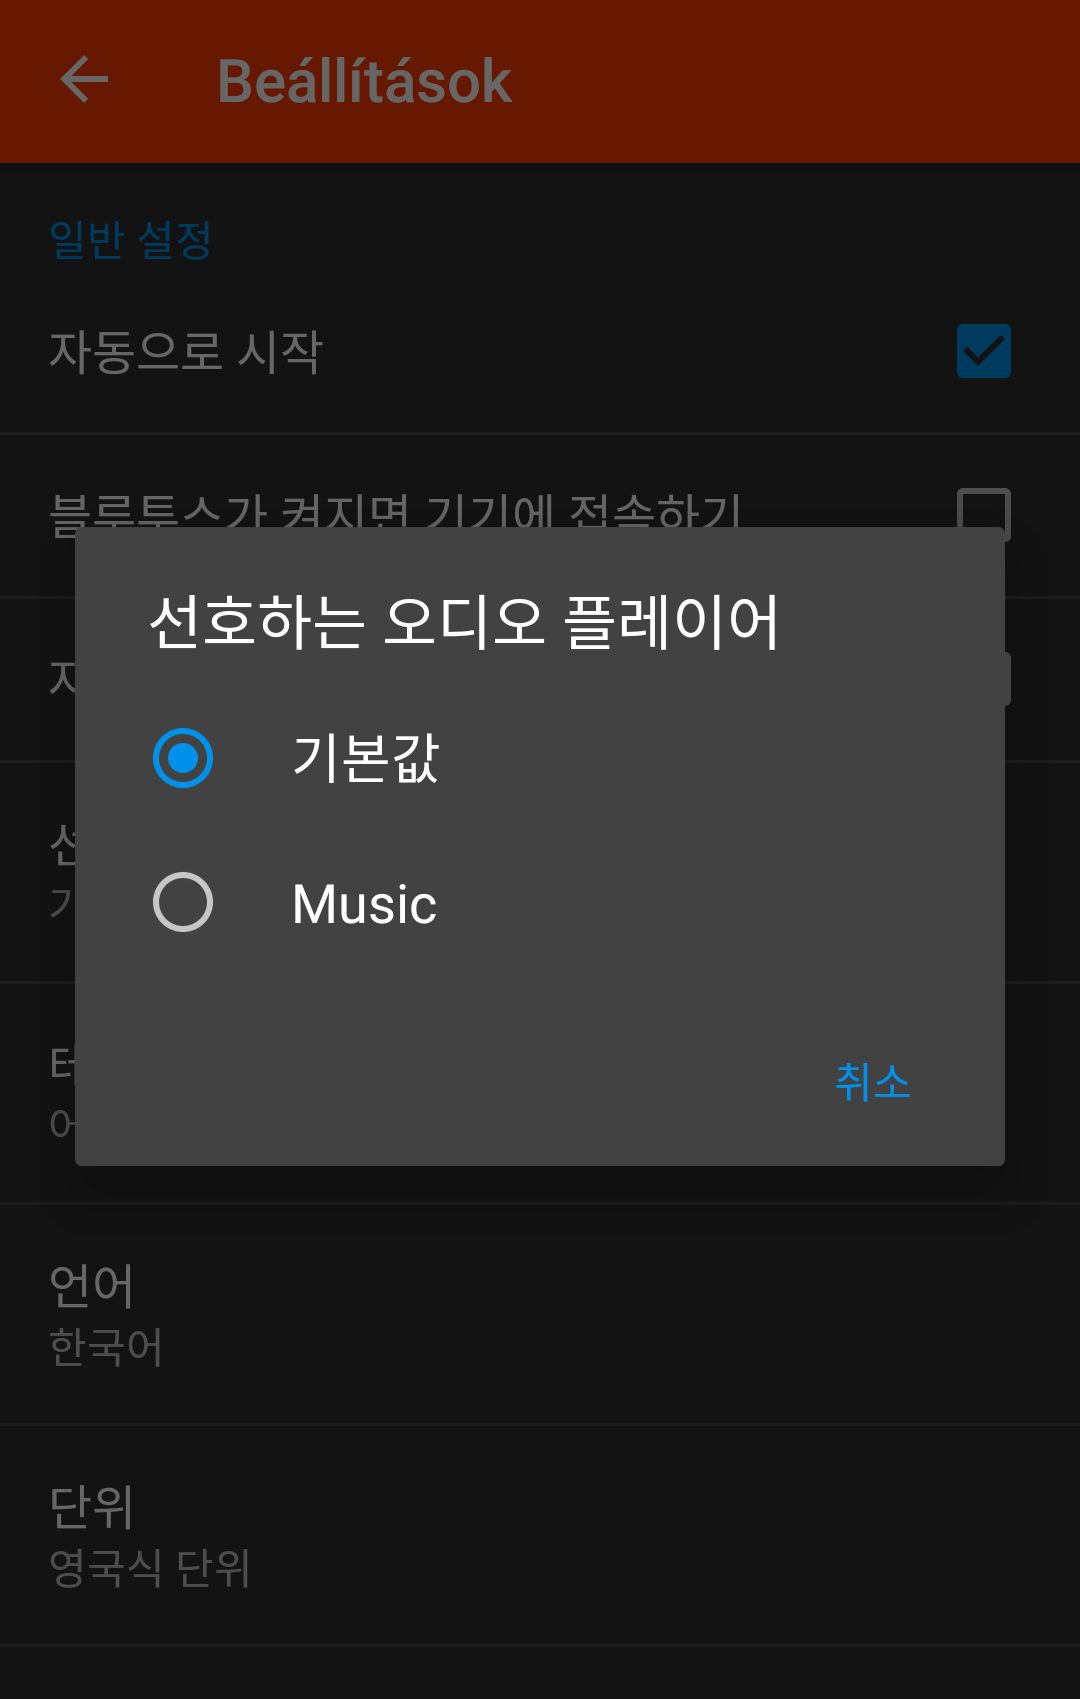 Beállítások
일반 설정
자동으로 시작
블루투스가 켜지면 기기에 접속하기
선호하는 오디오 플레이어
기본값
Music
취소
언어
한국어
단위
영국식 단위